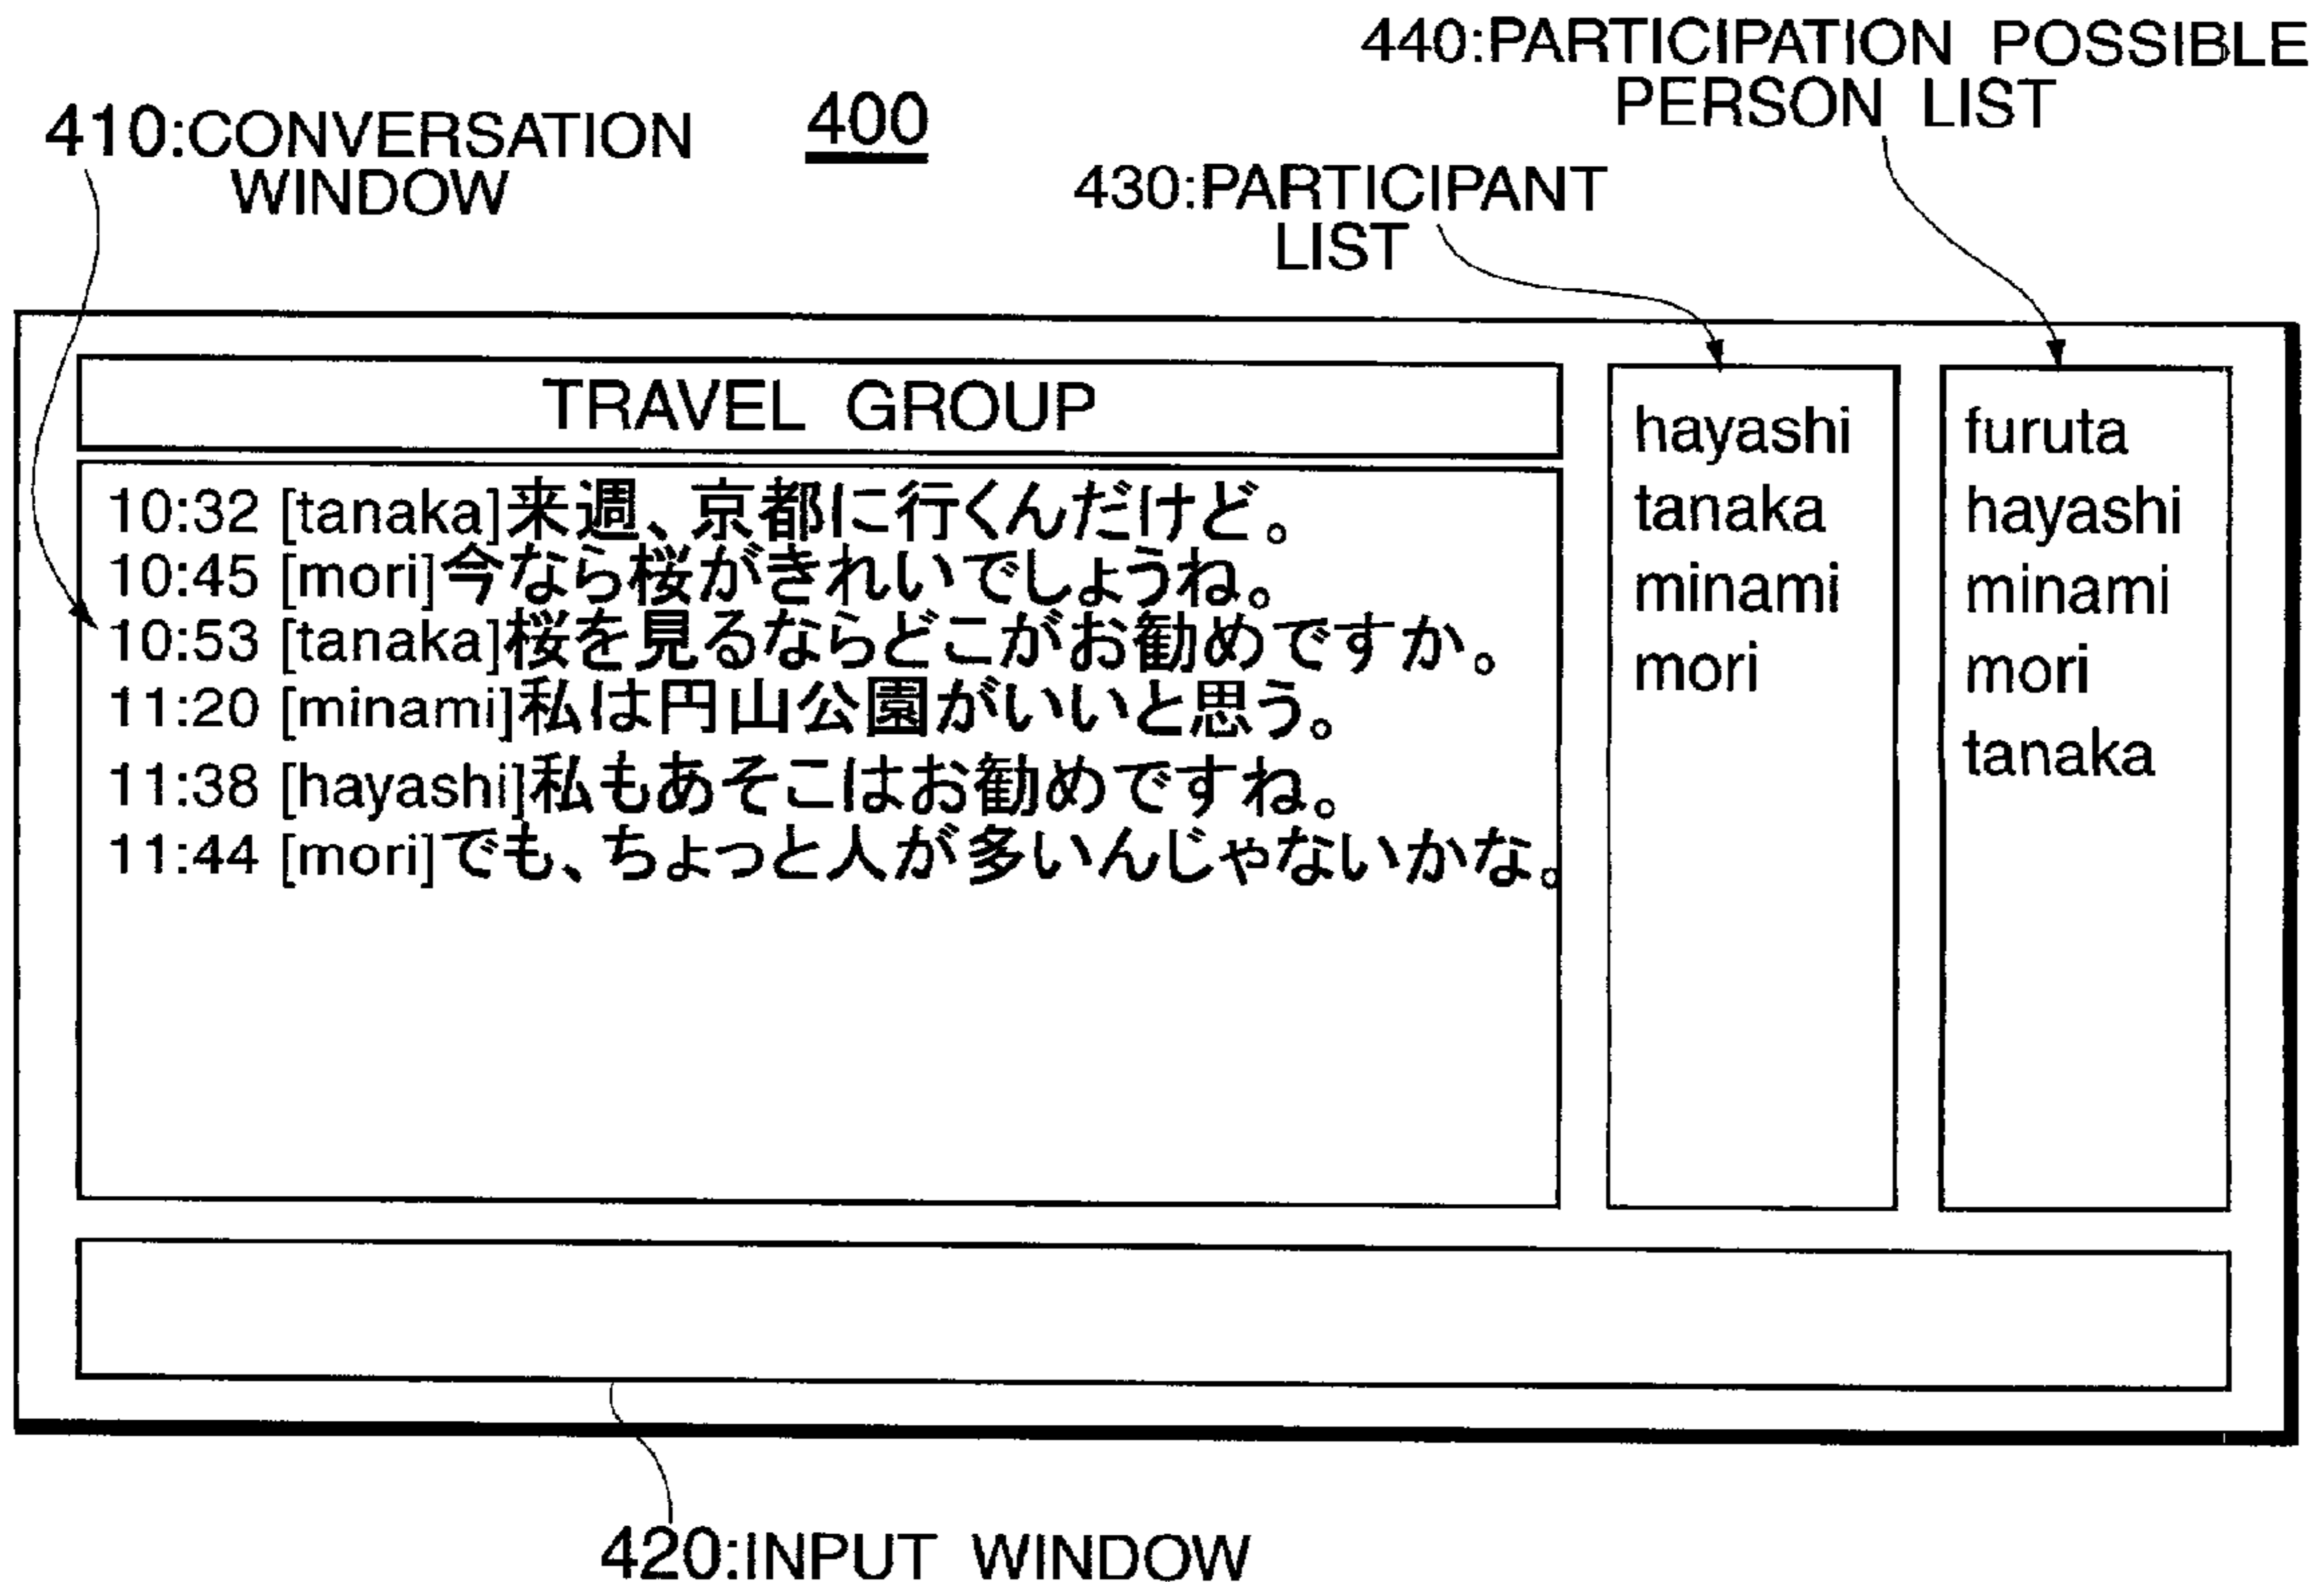 440:PARTICIPATION POSSIBLE
PERSON LIST
400
410:CONVERSATION
WINDOW
430:PARTICIPANT
LIST
TRAVEL GROUP
10:32 [tanaka]来週、京都に行くんだけど。
10:45 [mori]今なら桜がきれいでしょうね。
10:53 [tanaka]桜を見るならどこがお勧めですか。
11:20 [minami]私は円山公園がいいと思う。
11:38 [hayashi]私もあそこはお勧めですね。
11:44 [mori]でも、ちょっと人が多いんじゃないかな。
hayashi
tanaka
minami
mori
furuta
hayashi
minami
mori
tanaka
420:INPUT WINDOW